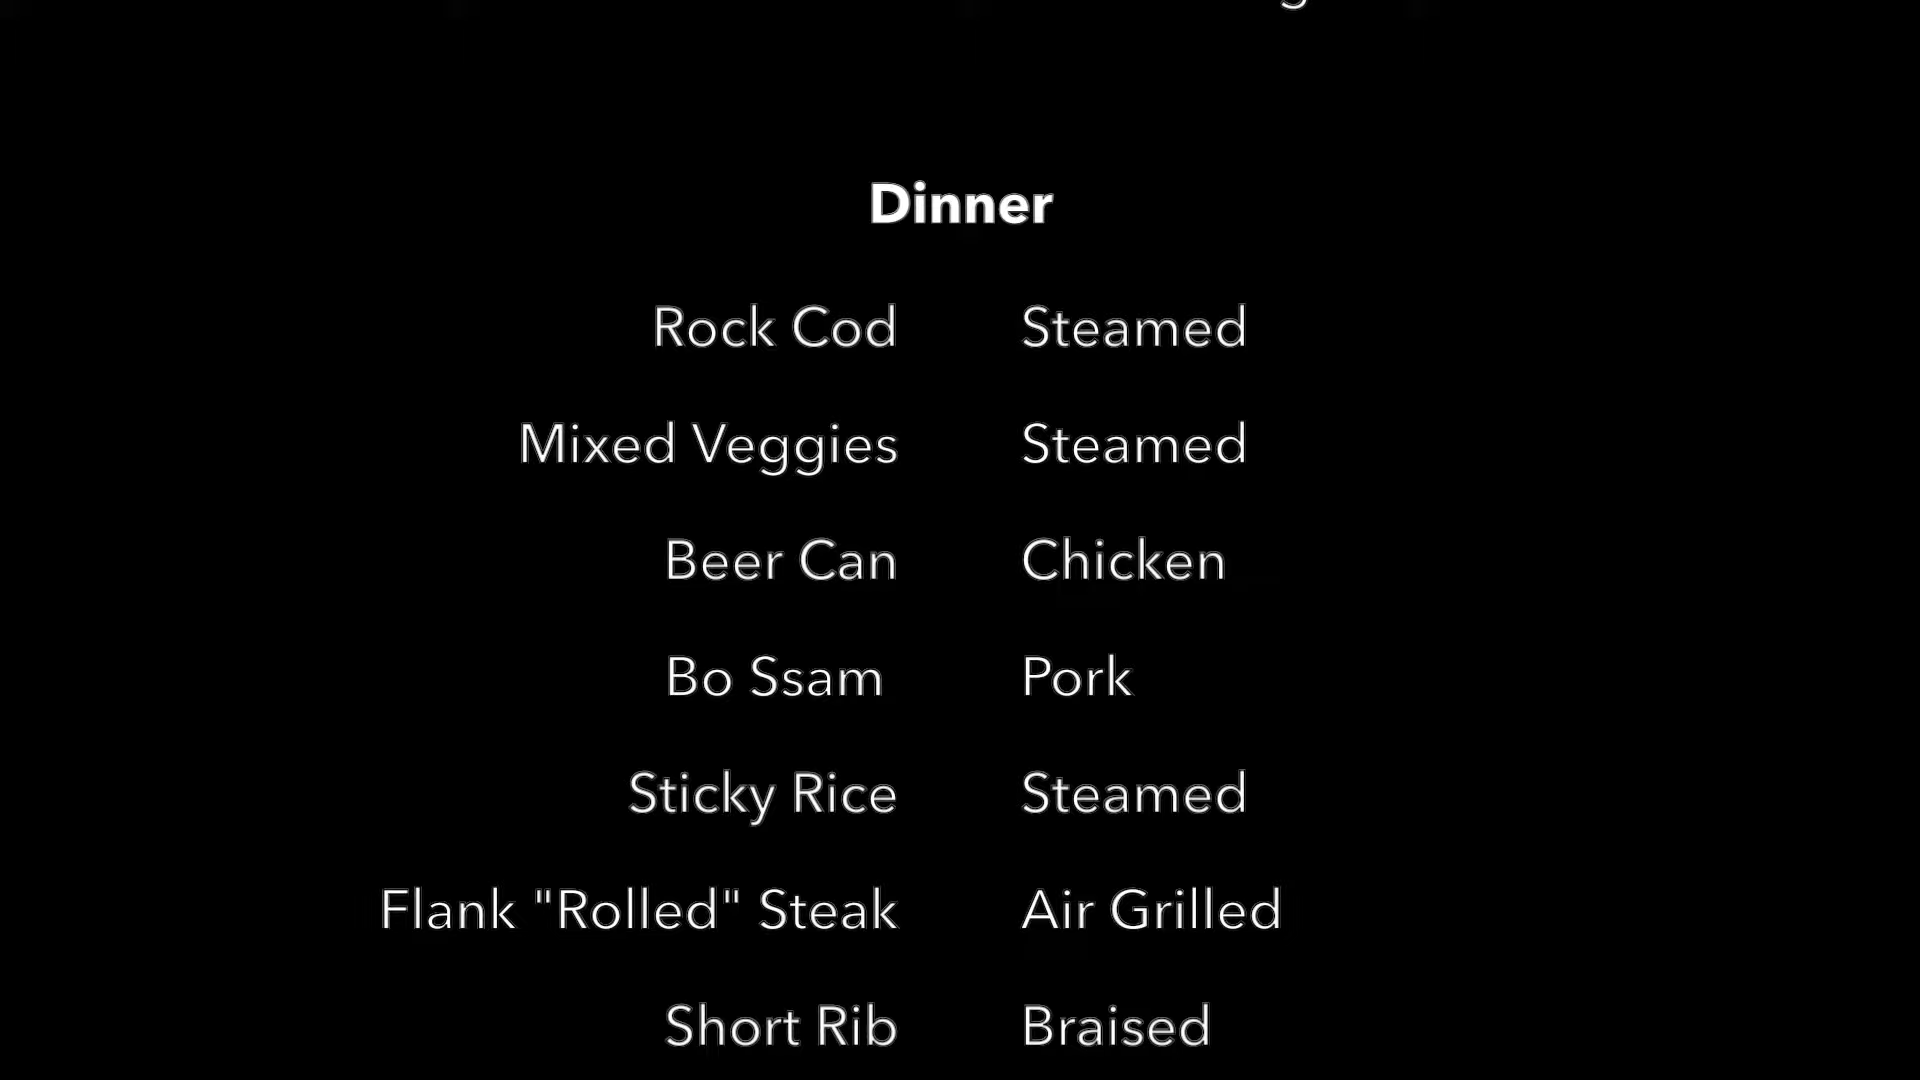 Dinner
Rock Cod Steamed
Mixed Veggies Steamed
Beer Can Chicken
Bo Ssam Pork
Sticky Rice Steamed
Flank "Rolled" Steak Air Grilled
Short Rib Braised